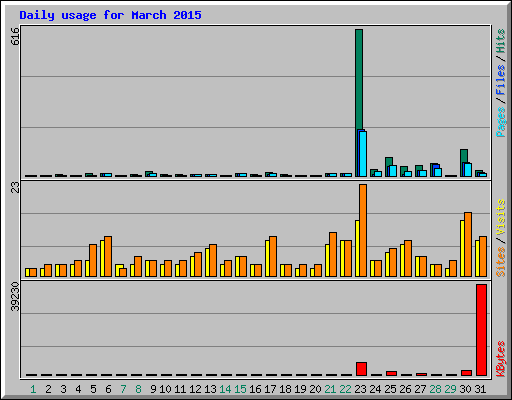 Daily usage for March 2015
616
Pages / Files / Hits
23
Sites / Visits
39230
KBytes
1 2 3 4 5 6 7 8 9 10 11 12 13 14 15 16 17 18 19 20 21 22 23 24 25 26 27 28 29 30 31